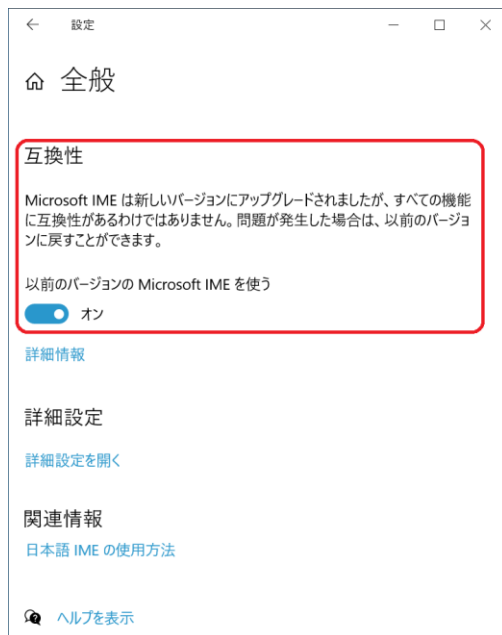 設定
全般
互換性
Microsoft IME は新しいバージョンにアップグレードされましたが、すべての機能
に互換性があるわけではありません。問題が発生した場合は、以前のバージョ
ンに戻すことができます。
以前のバージョンの Microsoft IME を使う
オン
詳細情報
詳細設定
詳細設定を開く
関連情報
日本語 IME の使用方法
ヘルプを表示